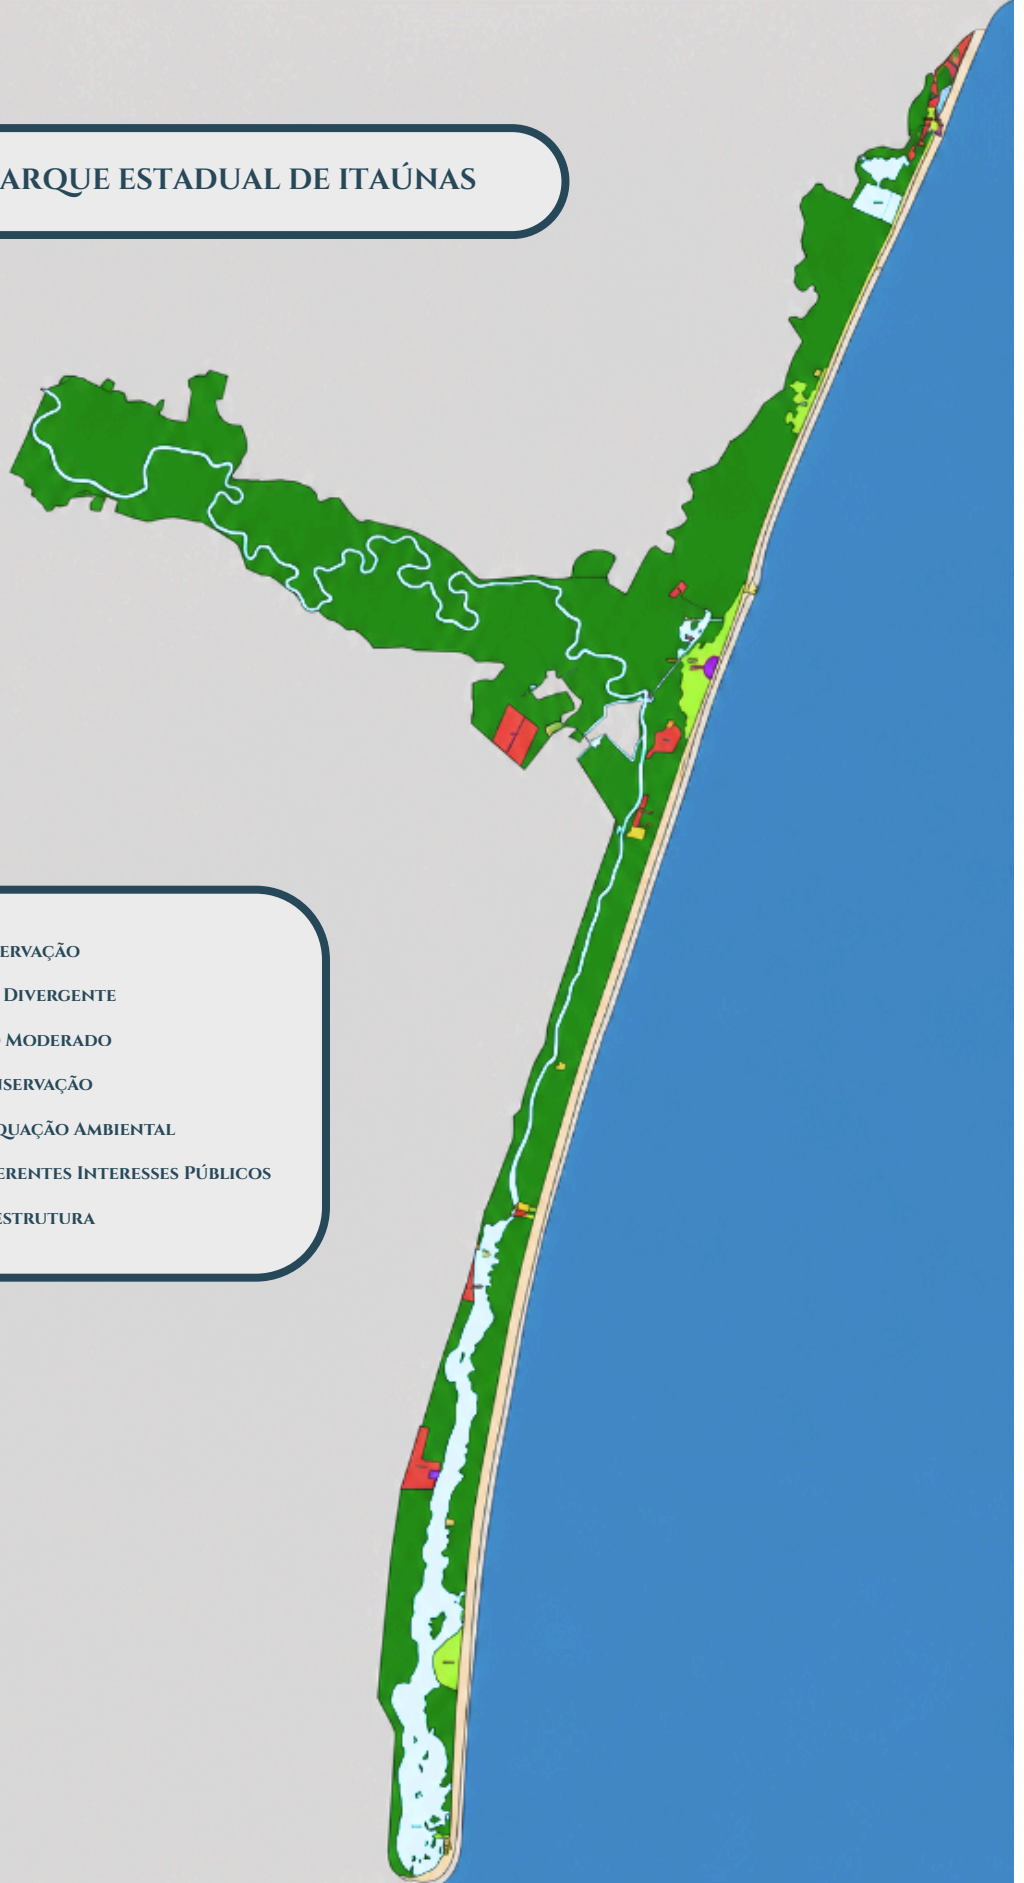 ARQUE ESTADUAL DE ITAÚNAS
ERVAÇÃO
DIVERGENTE
MODERADO
NSERVAÇÃO
QUAÇÃO AMBIENTAL
ERENTES INTERESSES PÚBLICOS
ESTRUTURA